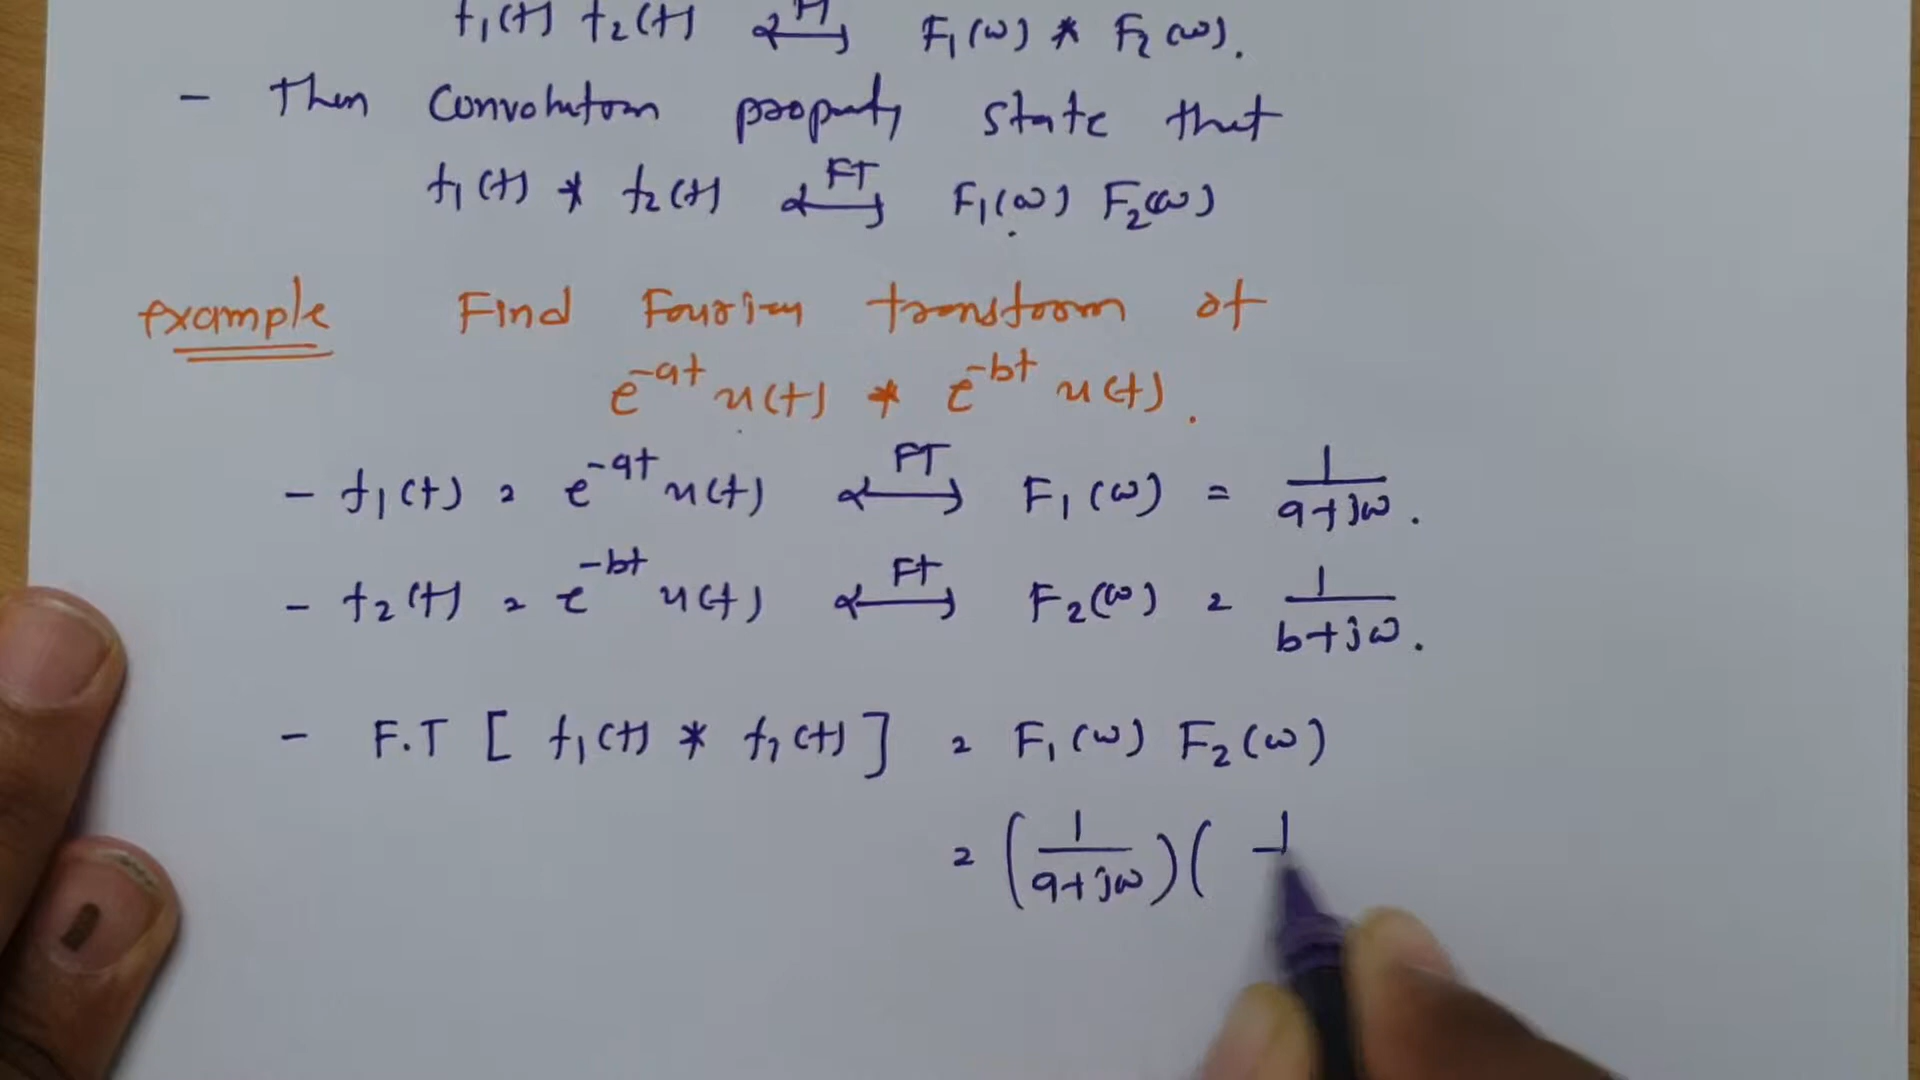 f₁(t) f₂(t) ⟷ F₁(ω) * F₂(ω).
- Then Convolution property state that
f₁(t) * f₂(t) ⟷ FT F₁(ω) F₂(ω)
example Find Fourier transform of
e^-at u(t) * e^-bt u(t).
- f₁(t) = e^-at u(t) ⟷ FT F₁(ω) = 1/(a+jω).
- f₂(t) = e^-bt u(t) ⟷ FT F₂(ω) = 1/(b+jω).
- F.T [ f₁(t) * f₂(t) ] = F₁(ω) F₂(ω)
= (1/(a+jω)) ( 1